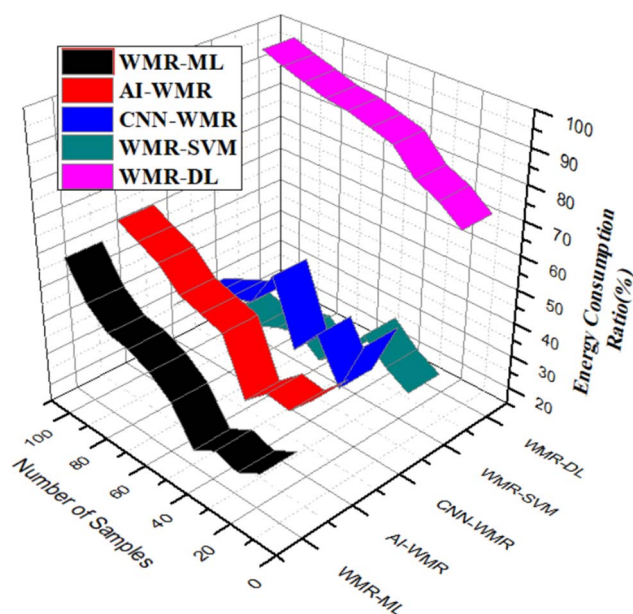 WMR-ML
AI-WMR
CNN-WMR
WMR-SVM
WMR-DL
100
90
80
70
60
50
40
30
20
Energy Consumption
Ratio(%)
100
80
60
40
20
0
Number of Samples
WMR-DL
WMR-SVM
CNN-WMR
AI-WMR
WMR-ML